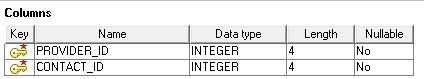 Columns
Key Name Data type Length Nullable
PROVIDER_ID INTEGER 4 No
CONTACT_ID INTEGER 4 No